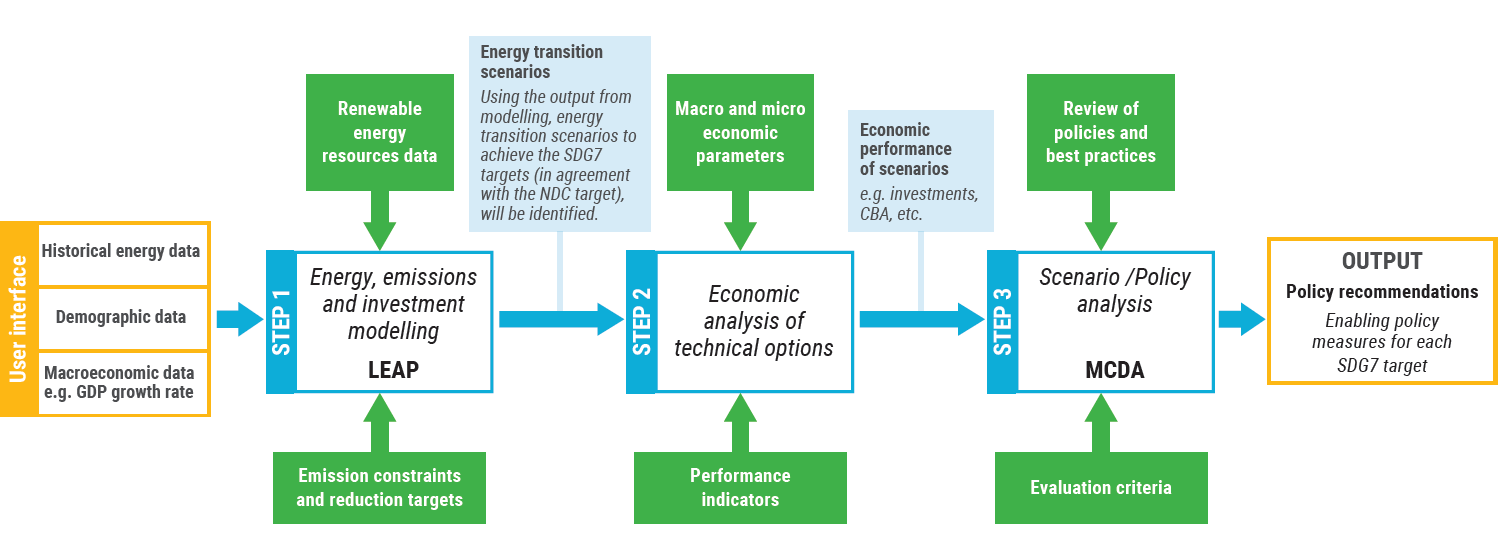 User interface
Historical energy data
Demographic data
Macroeconomic data
e.g. GDP growth rate
Renewable
energy
resources data
STEP 1
Energy, emissions
and investment
modelling
LEAP
Emission constraints
and reduction targets
Energy transition
scenarios
Using the output from
modelling, energy
transition scenarios to
achieve the SDG7
targets (in agreement
with the NDC target),
will be identified.
Macro and micro
economic
parameters
STEP 2
Economic
analysis of
technical options
Performance
indicators
Economic
performance
of scenarios
e.g. investments,
CBA, etc.
Review of
policies and
best practices
STEP 3
Scenario /Policy
analysis
MCDA
Evaluation criteria
OUTPUT
Policy recommendations
Enabling policy
measures for each
SDG7 target